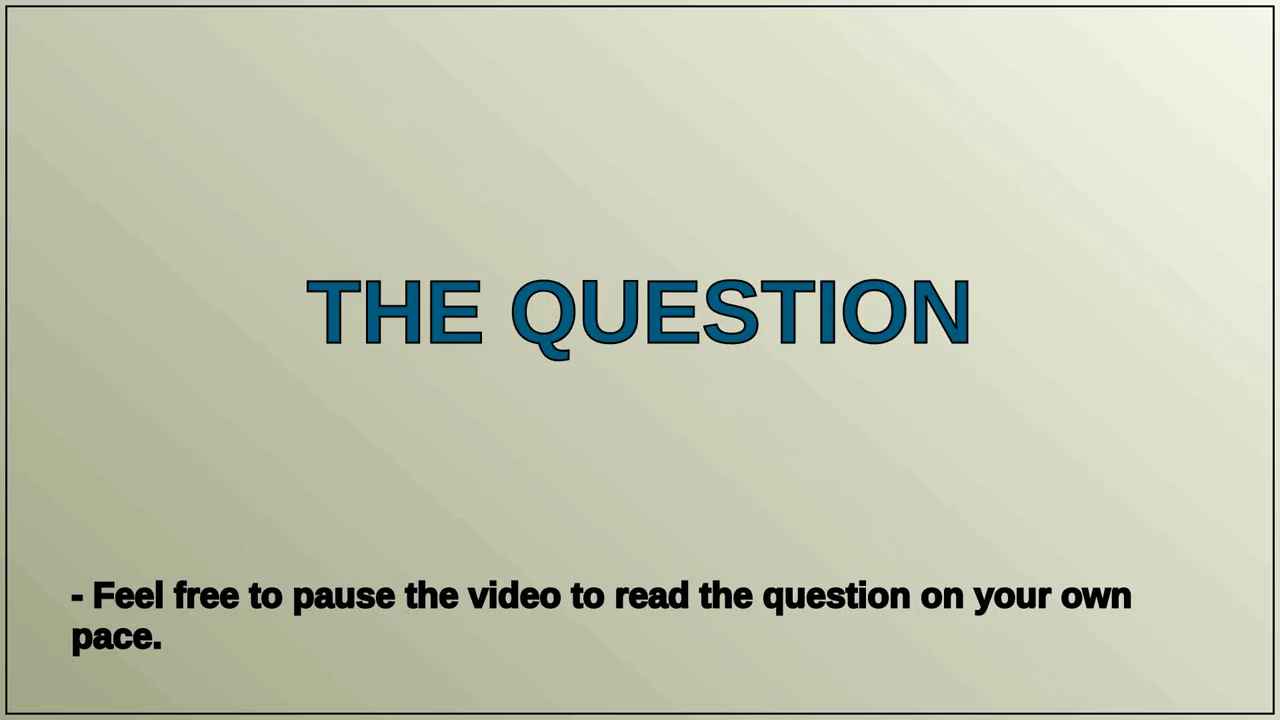 THE QUESTION
- Feel free to pause the video to read the question on your own
pace.